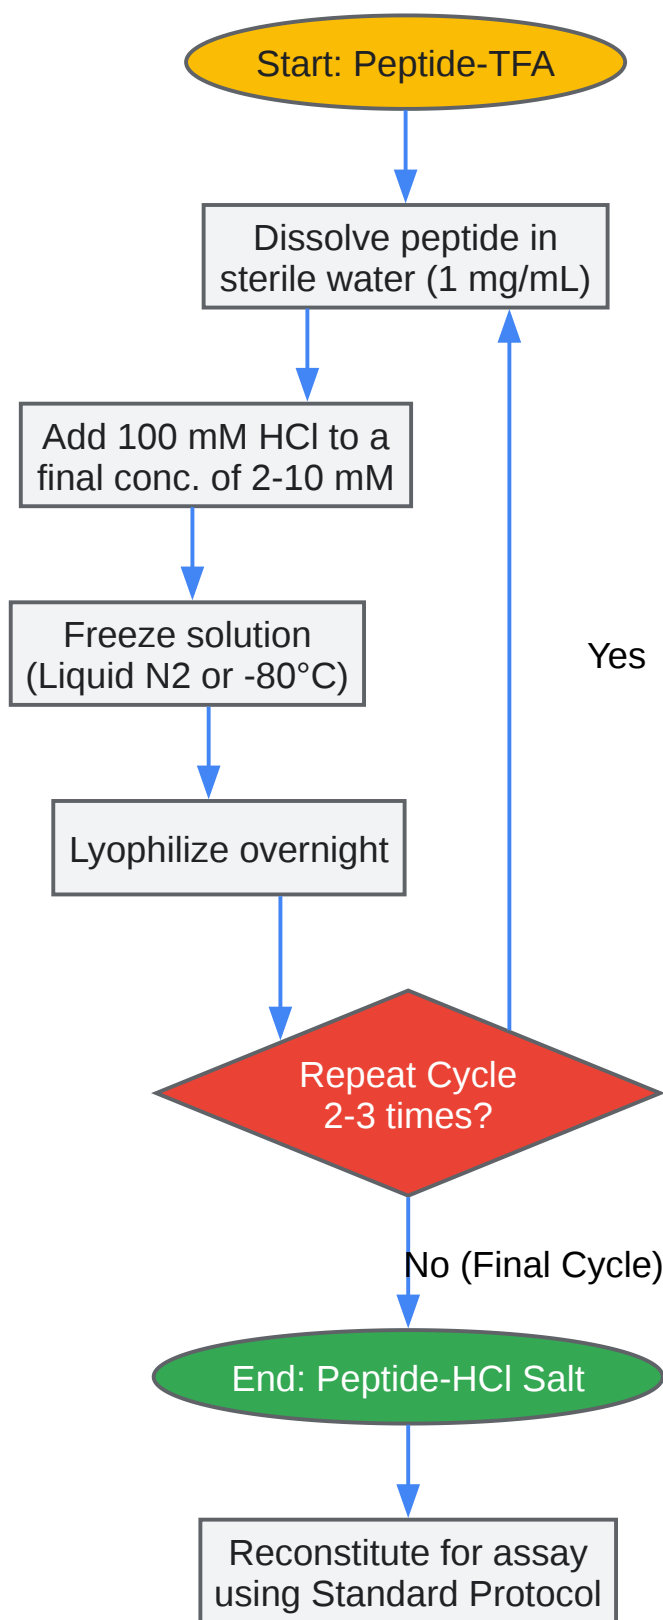 Start: Peptide-TFA
Dissolve peptide in
sterile water (1 mg/mL)
Add 100 mM HCl to a
final conc. of 2-10 mM
Freeze solution
(Liquid N2 or -80°C)
Yes
Lyophilize overnight
Repeat Cycle
2-3 times?
No (Final Cycle)
End: Peptide-HCl Salt
Reconstitute for assay
using Standard Protocol